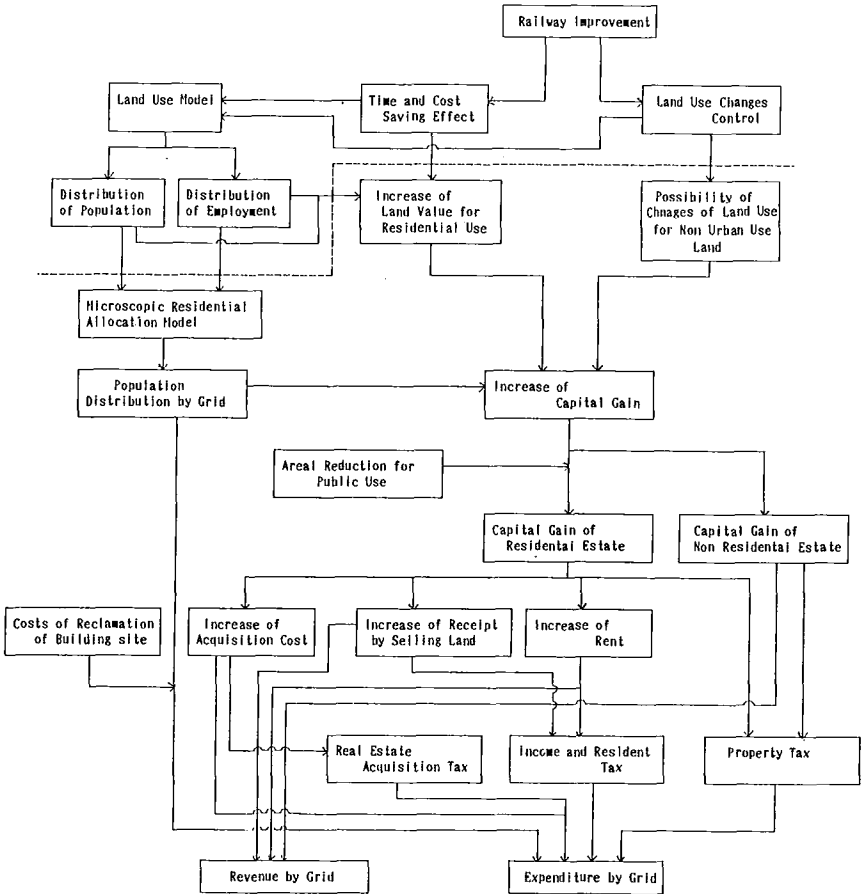 Railway Improvement
Land Use Model
Time and Cost
Saving Effect
Land Use Changes
Control
Distribution
of Population
Distribution
of Employment
Increase of
Land Value for
Residential Use
Possibility of
Chnages of Land Use
for Non Urban Use
Land
Microscopic Residential
Allocation Model
Population
Distribution by Grid
Increase of
Capital Gain
Areal Reduction for
Public Use
Capital Gain of
Residental Estate
Capital Gain of
Non Residental Estate
Costs of Reclamation
of Building site
Increase of
Acquisition Cost
Increase of Receipt
by Selling Land
Increase of
Rent
Real Estate
Acquisition Tax
Income and Resident
Tax
Property Tax
Revenue by Grid
Expenditure by Grid